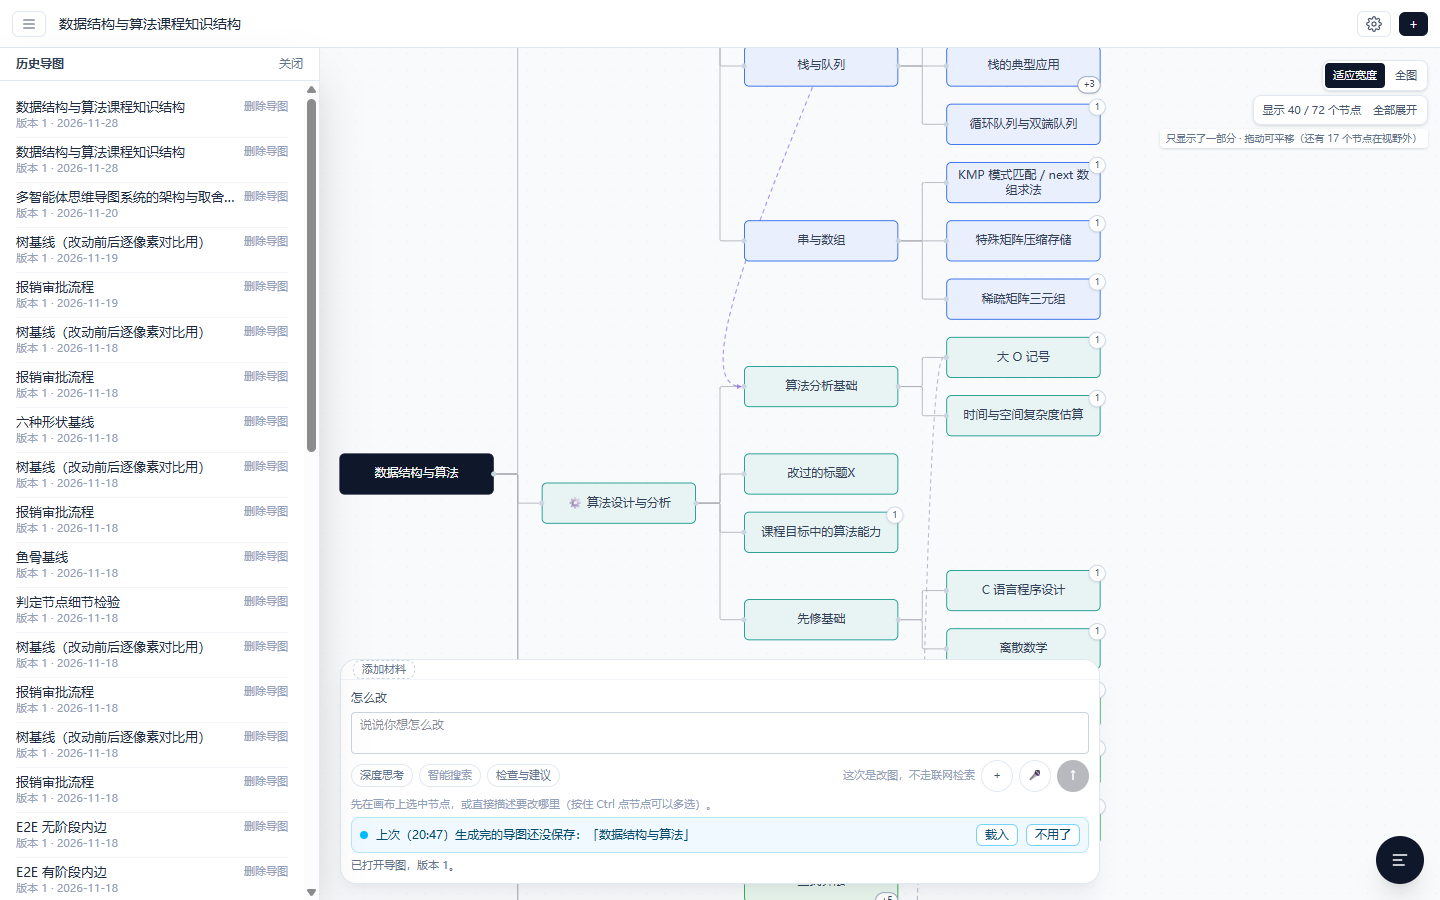 数据结构与算法课程知识结构
+
历史导图
关闭
数据结构与算法课程知识结构
删除导图
版本 1 · 2026-11-28
数据结构与算法课程知识结构
删除导图
版本 1 · 2026-11-28
多智能体思维导图系统的架构与取舍...
删除导图
版本 1 · 2026-11-20
树基线（改动前后逐像素对比用）
删除导图
版本 1 · 2026-11-19
报销审批流程
删除导图
版本 1 · 2026-11-19
树基线（改动前后逐像素对比用）
删除导图
版本 1 · 2026-11-18
报销审批流程
删除导图
版本 1 · 2026-11-18
六种形状基线
删除导图
版本 1 · 2026-11-18
树基线（改动前后逐像素对比用）
删除导图
版本 1 · 2026-11-18
报销审批流程
删除导图
版本 1 · 2026-11-18
鱼骨基线
删除导图
版本 1 · 2026-11-18
判定节点细节检验
删除导图
版本 1 · 2026-11-18
树基线（改动前后逐像素对比用）
删除导图
版本 1 · 2026-11-18
报销审批流程
删除导图
版本 1 · 2026-11-18
树基线（改动前后逐像素对比用）
删除导图
版本 1 · 2026-11-18
报销审批流程
删除导图
版本 1 · 2026-11-18
E2E 无阶段内边
删除导图
版本 1 · 2026-11-18
E2E 有阶段内边
删除导图
版本 1 · 2026-11-18
适应宽度
全图
显示 40 / 72 个节点
全部展开
只显示了一部分 · 拖动可平移（还有 17 个节点在视野外）
栈与队列
栈的典型应用
+3
循环队列与双端队列
1
KMP 模式匹配 / next 数
组求法
1
串与数组
特殊矩阵压缩存储
1
稀疏矩阵三元组
1
大 O 记号
1
算法分析基础
时间与空间复杂度估算
1
数据结构与算法
改过的标题X
算法设计与分析
课程目标中的算法能力
1
C 语言程序设计
1
先修基础
离散数学
1
添加材料
怎么改
说说你想怎么改
深度思考
智能搜索
检查与建议
这次是改图，不走联网检索
+
↑
先在画布上选中节点，或直接描述要改哪里（按住 Ctrl 点节点可以多选）。
上次（20:47）生成完的导图还没保存：「数据结构与算法」
载入
不用了
已打开导图，版本 1。
+5